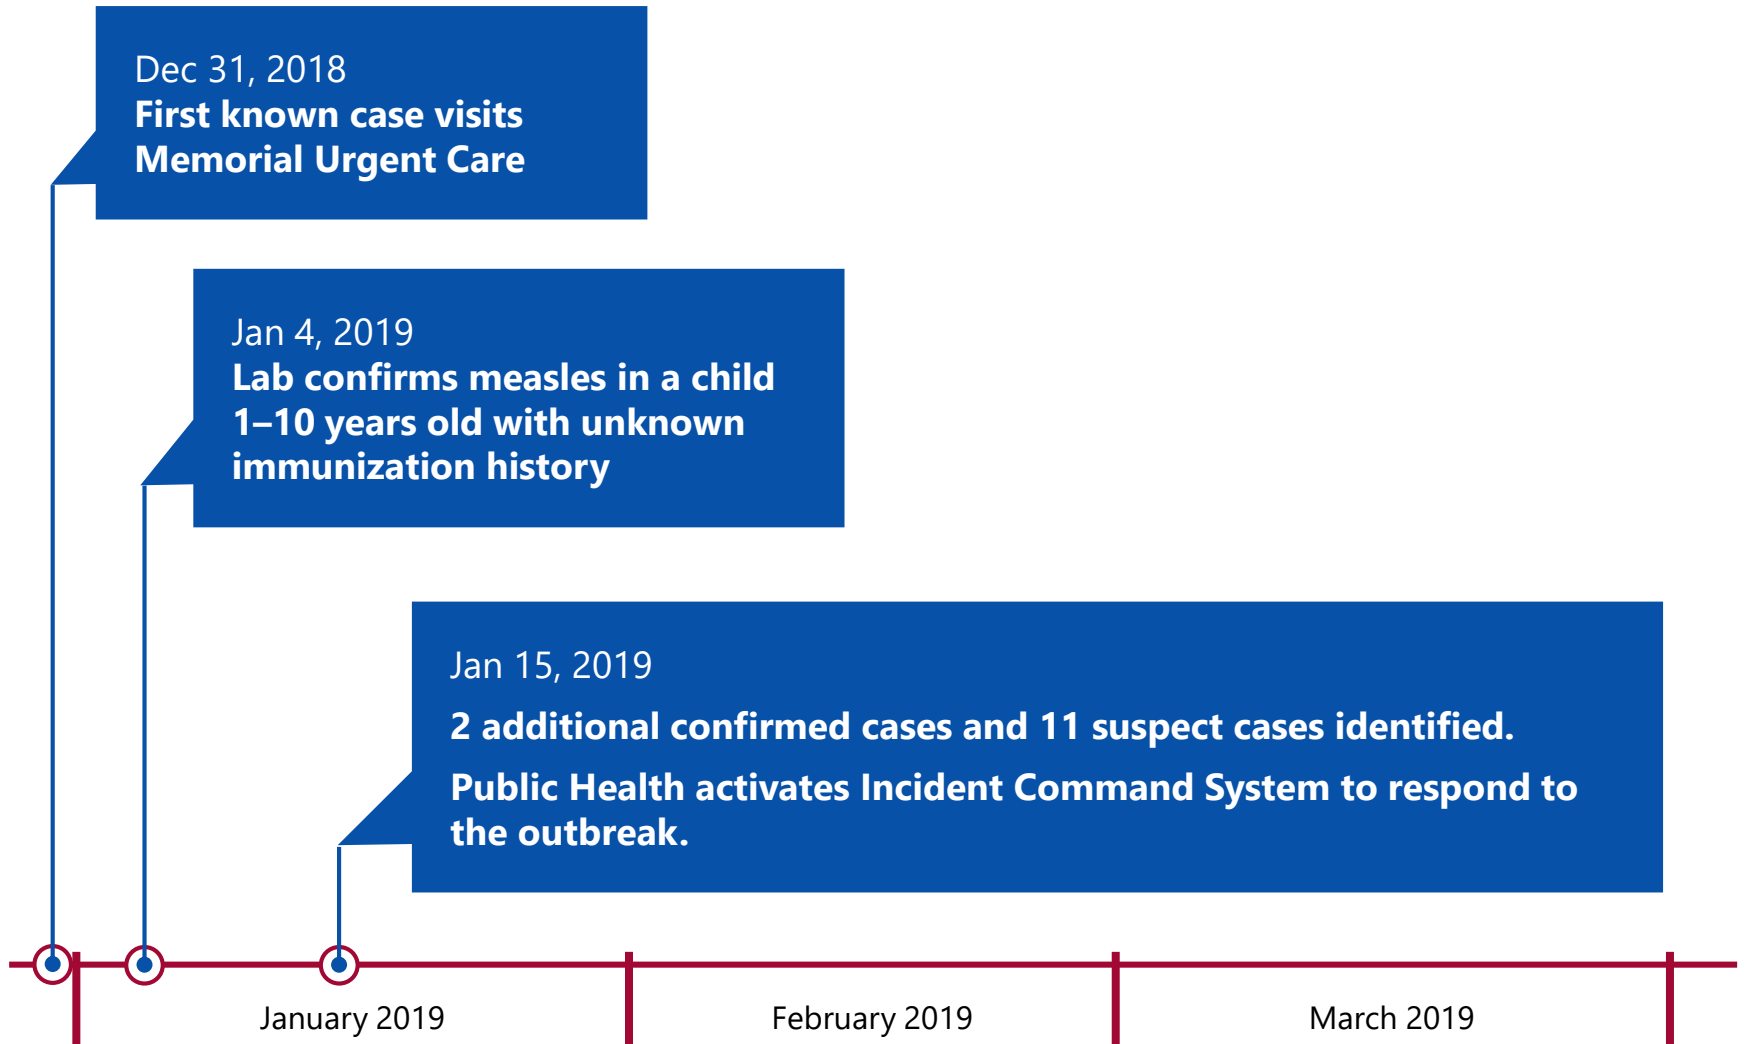 Dec 31, 2018
First known case visits
Memorial Urgent Care
Jan 4, 2019
Lab confirms measles in a child
1–10 years old with unknown
immunization history
Jan 15, 2019
2 additional confirmed cases and 11 suspect cases identified.
Public Health activates Incident Command System to respond to
the outbreak.
January 2019
February 2019
March 2019